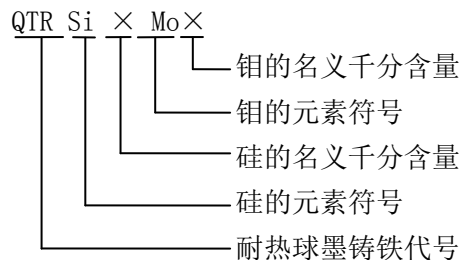 QTR Si × Mo×
钼的名义千分含量
钼的元素符号
硅的名义千分含量
硅的元素符号
耐热球墨铸铁代号